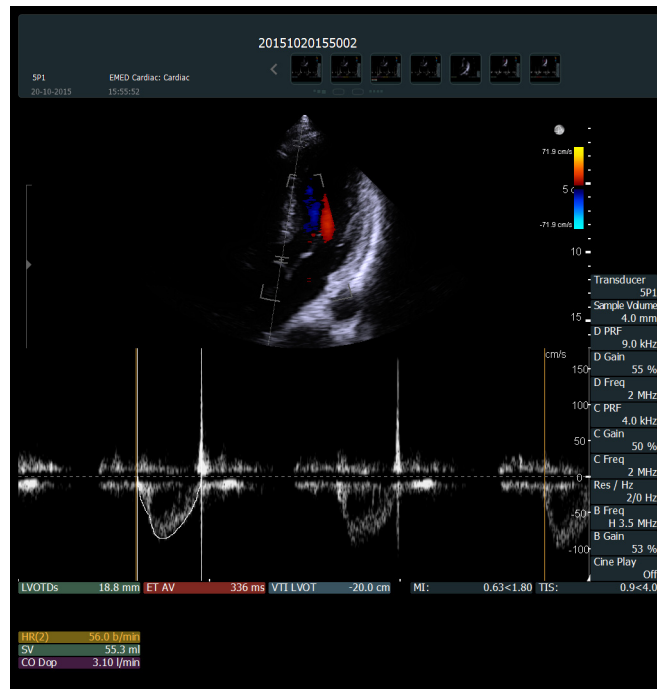 20151020155002
5P1 EMED Cardiac: Cardiac
20-10-2015 15:55:52
71.9 cm/s
5 c
-71.9 cm/s
10
15
Transducer
5P1
Sample Volume
4.0 mm
D PRF
9.0 kHz
D Gain
55 %
D Freq
2 MHz
C PRF
4.0 kHz
C Gain
50 %
C Freq
2 MHz
Res / Hz
2/0 Hz
B Freq
H 3.5 MHz
B Gain
53 %
Cine Play
Off
cm/s
150
100
50
0
-50
-100
LVOTDs 18.8 mm ET AV 336 ms VTI LVOT -20.0 cm MI: 0.63<1.80 TIS: 0.9<4.0
HR(2) 56.0 b/min
SV 55.3 ml
CO Dop 3.10 l/min